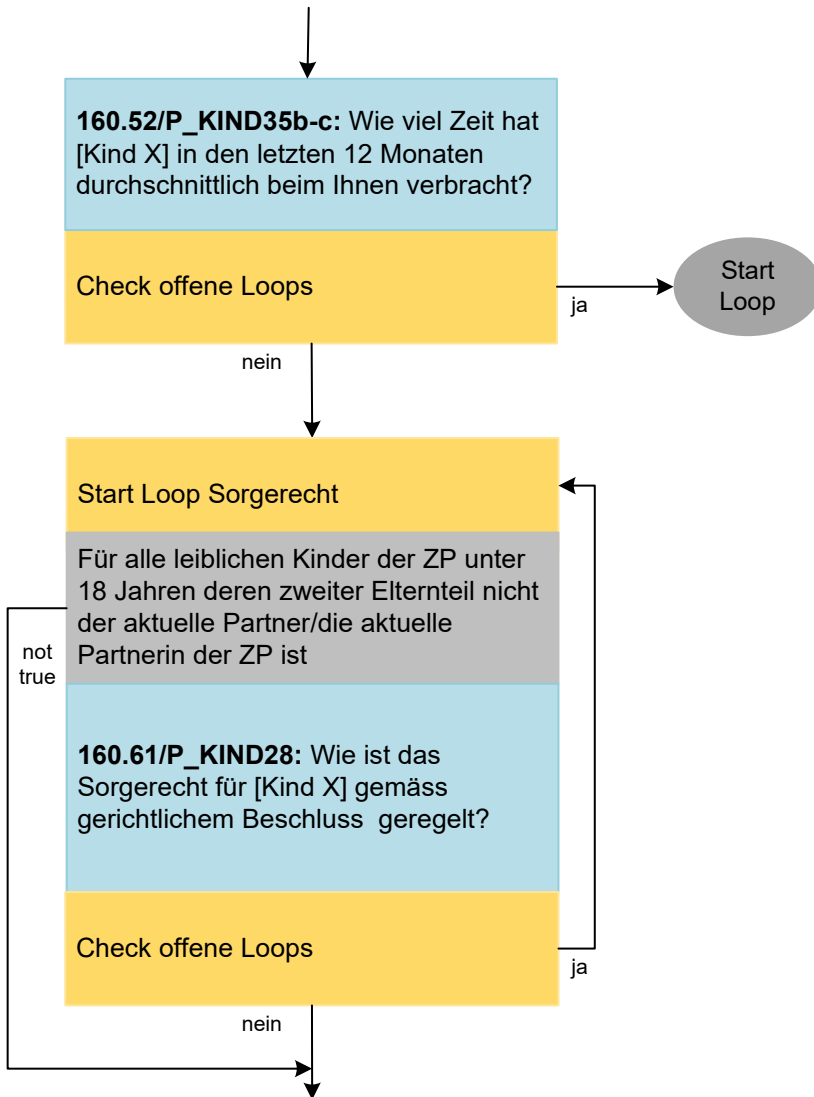 160.52/P_KIND35b-c: Wie viel Zeit hat
[Kind X] in den letzten 12 Monaten
durchschnittlich beim Ihnen verbracht?
Check offene Loops
ja
Start
Loop
nein
Start Loop Sorgerecht
Für alle leiblichen Kinder der ZP unter
18 Jahren deren zweiter Elternteil nicht
der aktuelle Partner/die aktuelle
Partnerin der ZP ist
not
true
160.61/P_KIND28: Wie ist das
Sorgerecht für [Kind X] gemäss
gerichtlichem Beschluss  geregelt?
Check offene Loops
ja
nein